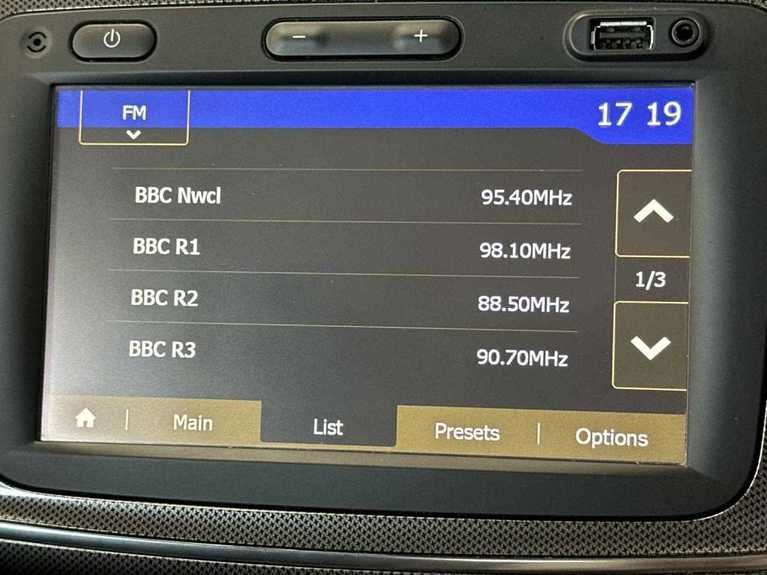 − +
FM 17 19
BBC Nwcl 95.40MHz
BBC R1 98.10MHz
BBC R2 88.50MHz
1/3
BBC R3 90.70MHz
Main List Presets Options